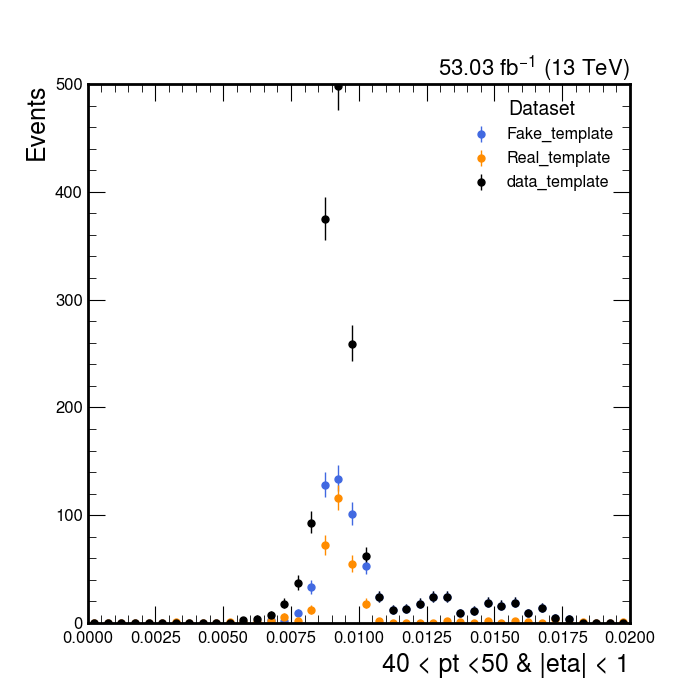 53.03 fb⁻¹ (13 TeV)
Events
500
400
300
200
100
0
Dataset
Fake_template
Real_template
data_template
0.0000 0.0025 0.0050 0.0075 0.0100 0.0125 0.0150 0.0175 0.0200
40 < pt <50 & |eta| < 1